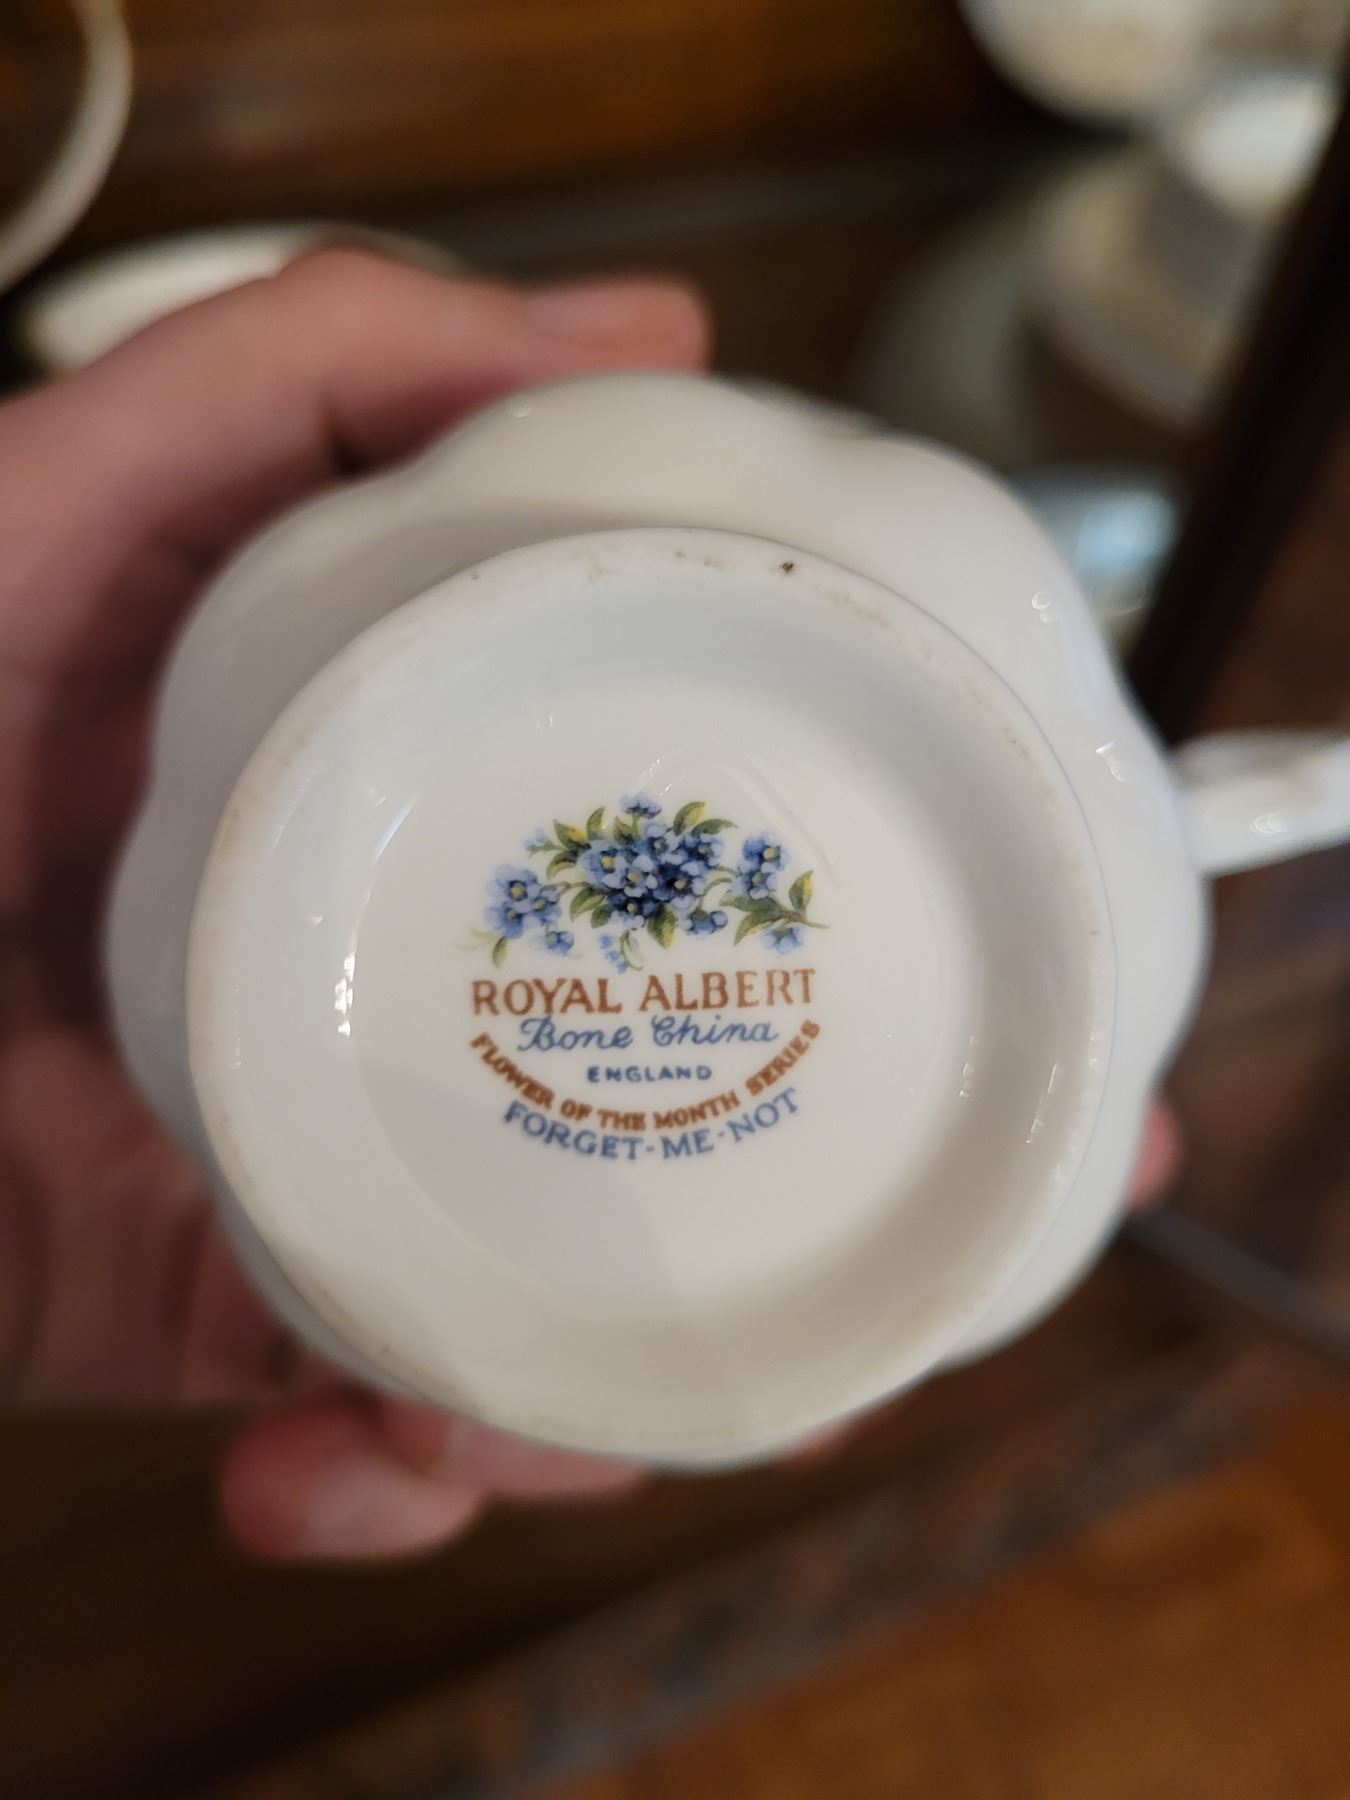 ROYAL ALBERT
Bone China
ENGLAND
FLOWER OF THE MONTH SERIES
FORGET-ME-NOT